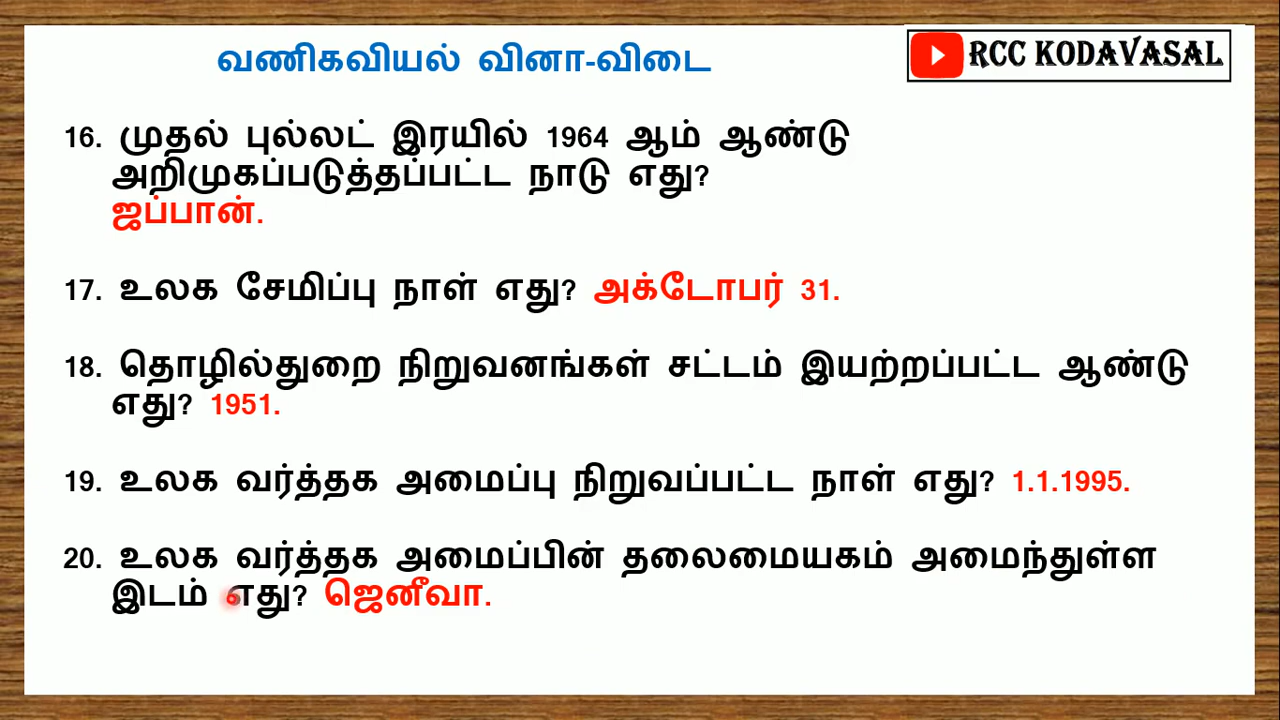 வணிகவியல் வினா-விடை
RCC KODAVASAL
16. முதல் புல்லட் இரயில் 1964 ஆம் ஆண்டு
அறிமுகப்படுத்தப்பட்ட நாடு எது?
ஜப்பான்.
17. உலக சேமிப்பு நாள் எது? அக்டோபர் 31.
18. தொழில்துறை நிறுவனங்கள் சட்டம் இயற்றப்பட்ட ஆண்டு
எது? 1951.
19. உலக வர்த்தக அமைப்பு நிறுவப்பட்ட நாள் எது? 1.1.1995.
20. உலக வர்த்தக அமைப்பின் தலைமையகம் அமைந்துள்ள
இடம் எது? ஜெனீவா.